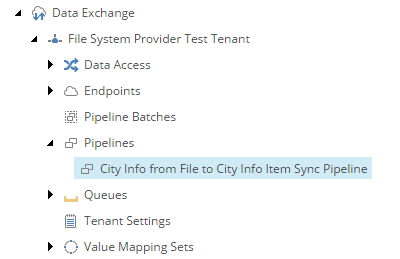 Data Exchange
File System Provider Test Tenant
Data Access
Endpoints
Pipeline Batches
Pipelines
City Info from File to City Info Item Sync Pipeline
Queues
Tenant Settings
Value Mapping Sets